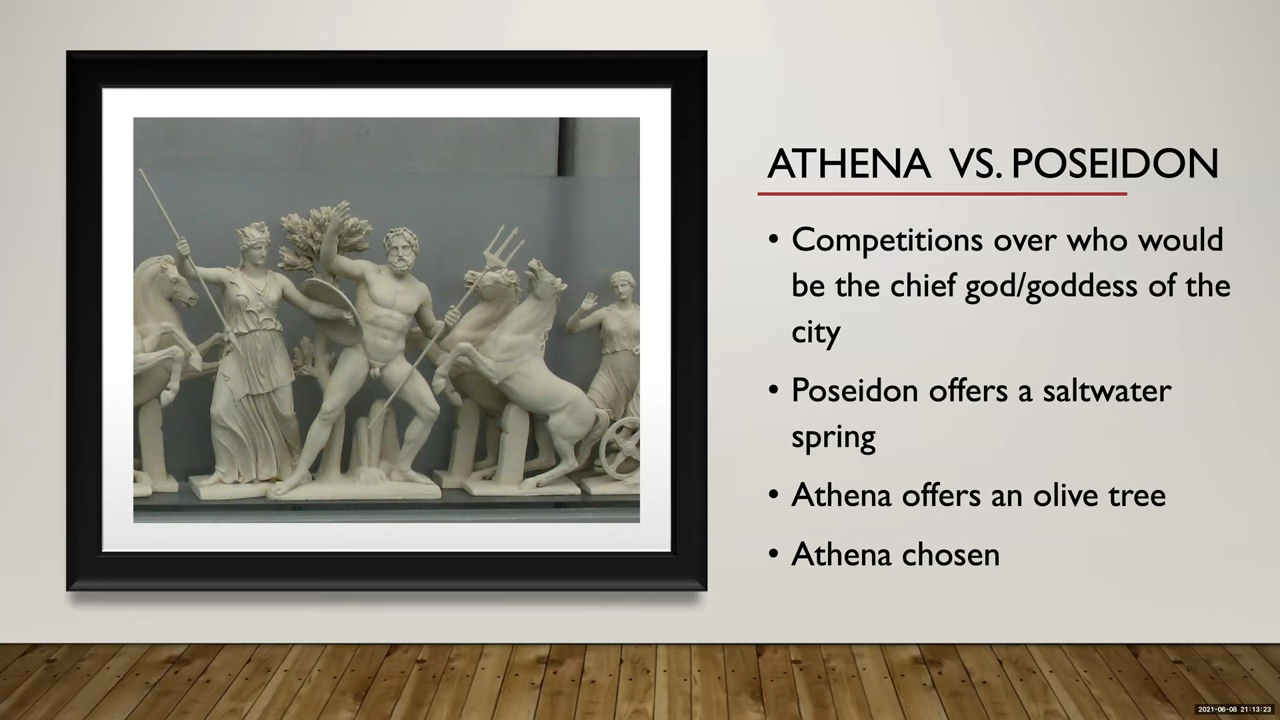 ATHENA VS. POSEIDON
• Competitions over who would
be the chief god/goddess of the
city
• Poseidon offers a saltwater
spring
• Athena offers an olive tree
• Athena chosen
2021-06-08 21:13:23